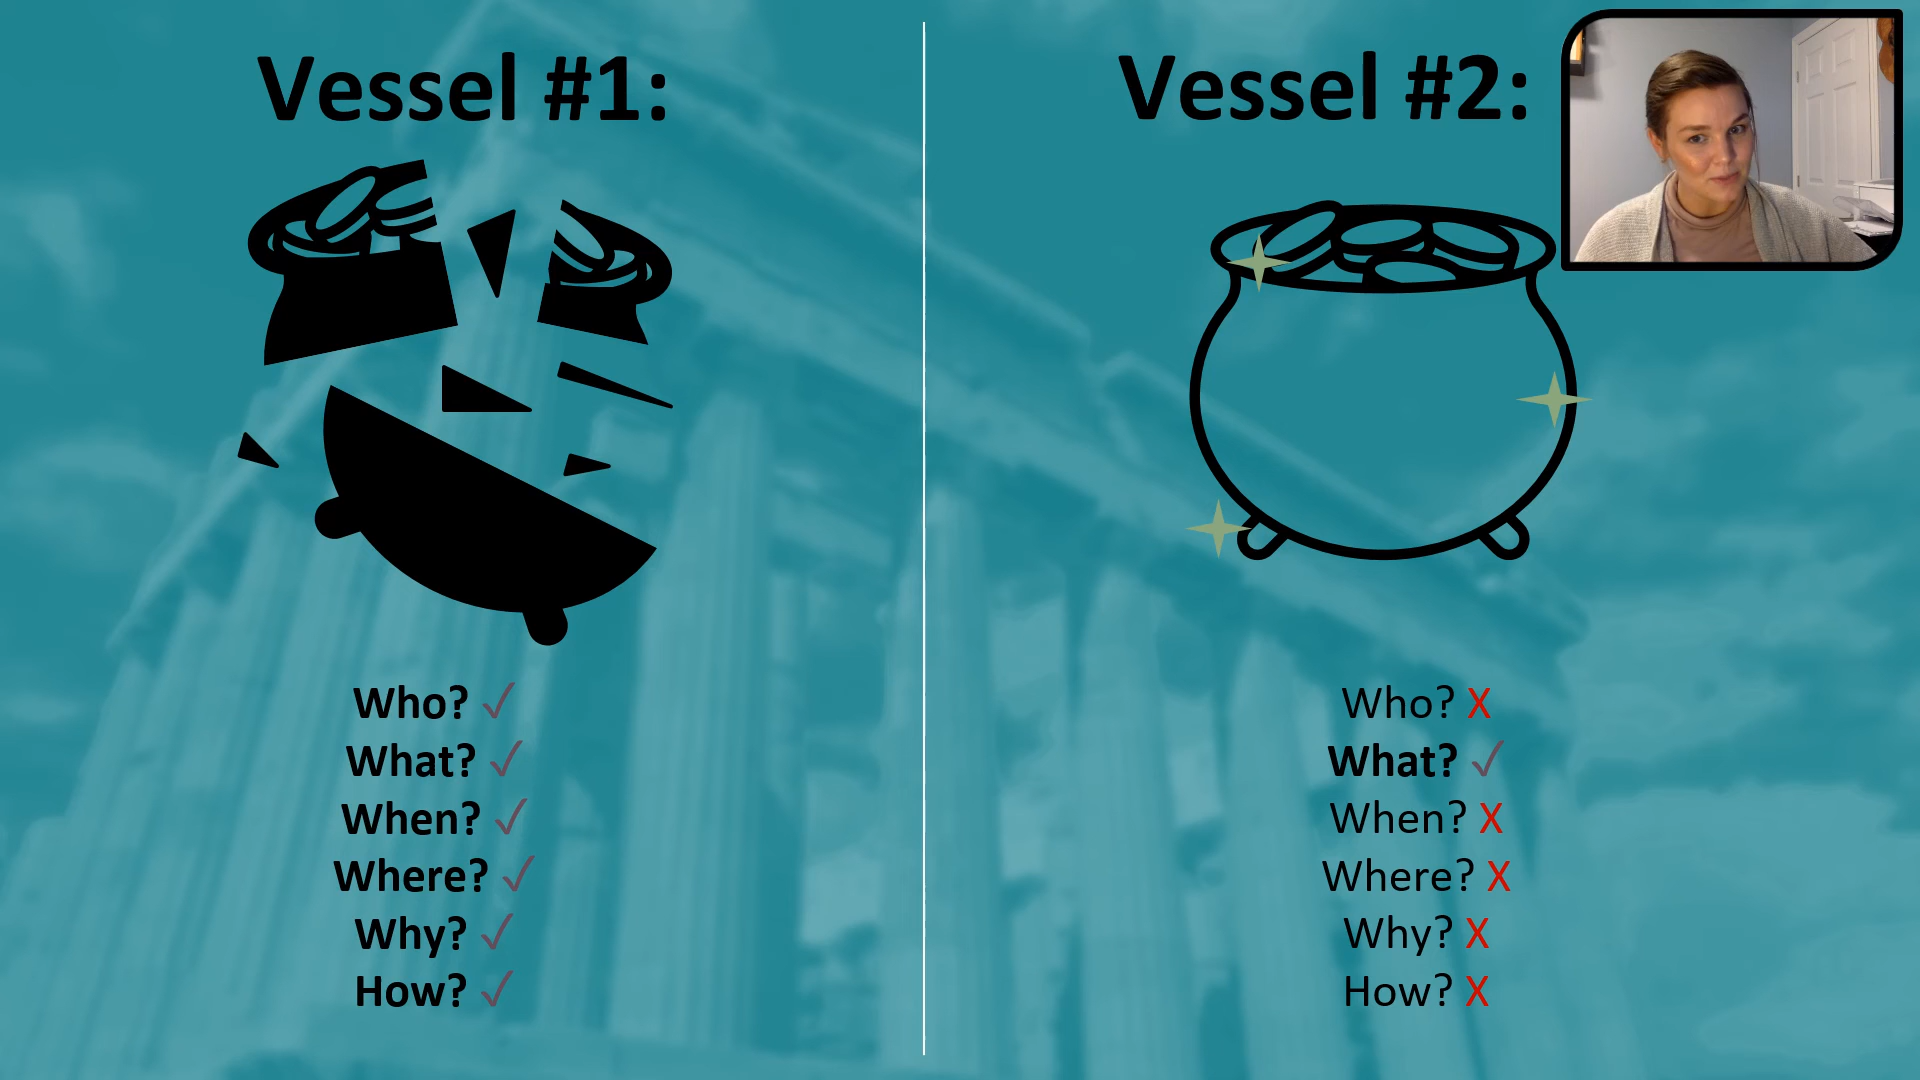 Vessel #1:
Who? ✓
What? ✓
When? ✓
Where? ✓
Why? ✓
How? ✓
Vessel #2:
Who? X
What? ✓
When? X
Where? X
Why? X
How? X